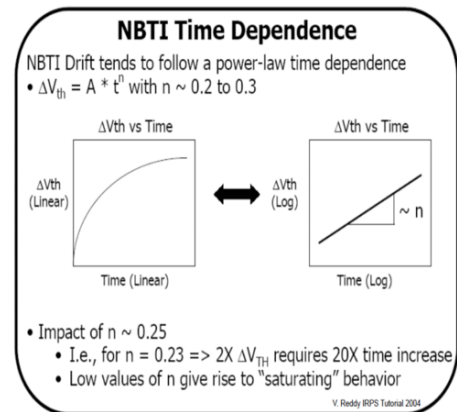 NBTI Time Dependence
NBTI Drift tends to follow a power-law time dependence
• ΔVth = A * tⁿ with n ~ 0.2 to 0.3
ΔVth vs Time
ΔVth
(Linear)
Time (Linear)
ΔVth vs Time
ΔVth
(Log)
~ n
Time (Log)
• Impact of n ~ 0.25
• I.e., for n = 0.23 => 2X ΔVTH requires 20X time increase
• Low values of n give rise to "saturating" behavior
V. Reddy IRPS Tutorial 2004